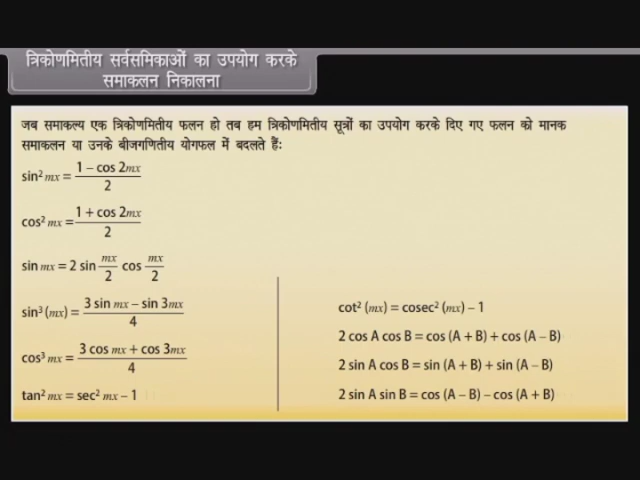 त्रिकोणमितीय सर्वसमिकाओं का उपयोग करके
समाकलन निकालना
जब समाकल्य एक त्रिकोणमितीय फलन हो तब हम त्रिकोणमितीय सूत्रों का उपयोग करके दिए गए फलन को मानक
समाकलन या उनके बीजगणितीय योगफल में बदलते हैंः
sin² mx = (1 – cos 2mx)/2
cos² mx = (1 + cos 2mx)/2
sin mx = 2 sin mx/2 cos mx/2
sin³ (mx) = (3 sin mx – sin 3mx)/4
cos³ mx = (3 cos mx + cos 3mx)/4
tan² mx = sec² mx – 1
cot² (mx) = cosec² (mx) – 1
2 cos A cos B = cos (A + B) + cos (A – B)
2 sin A cos B = sin (A + B) + sin (A – B)
2 sin A sin B = cos (A – B) – cos (A + B)